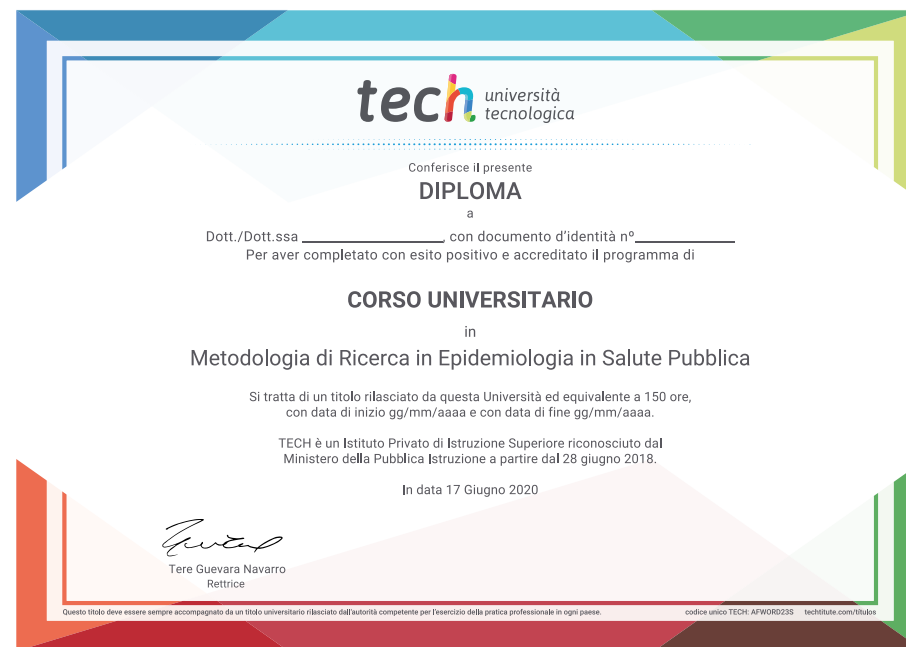 tech università
tecnologica
Conferisce il presente
DIPLOMA
a
Dott./Dott.ssa ____________________, con documento d'identità nº______________
Per aver completato con esito positivo e accreditato il programma di
CORSO UNIVERSITARIO
in
Metodologia di Ricerca in Epidemiologia in Salute Pubblica
Si tratta di un titolo rilasciato da questa Università ed equivalente a 150 ore,
con data di inizio gg/mm/aaaa e con data di fine gg/mm/aaaa.
TECH è un Istituto Privato di Istruzione Superiore riconosciuto dal
Ministero della Pubblica Istruzione a partire dal 28 giugno 2018.
In data 17 Giugno 2020
Tere Guevara Navarro
Rettrice
Questo titolo deve essere sempre accompagnato da un titolo universitario rilasciato dall'autorità competente per l'esercizio della pratica professionale in ogni paese. codice unico TECH: AFWORD23S techtitute.com/títulos